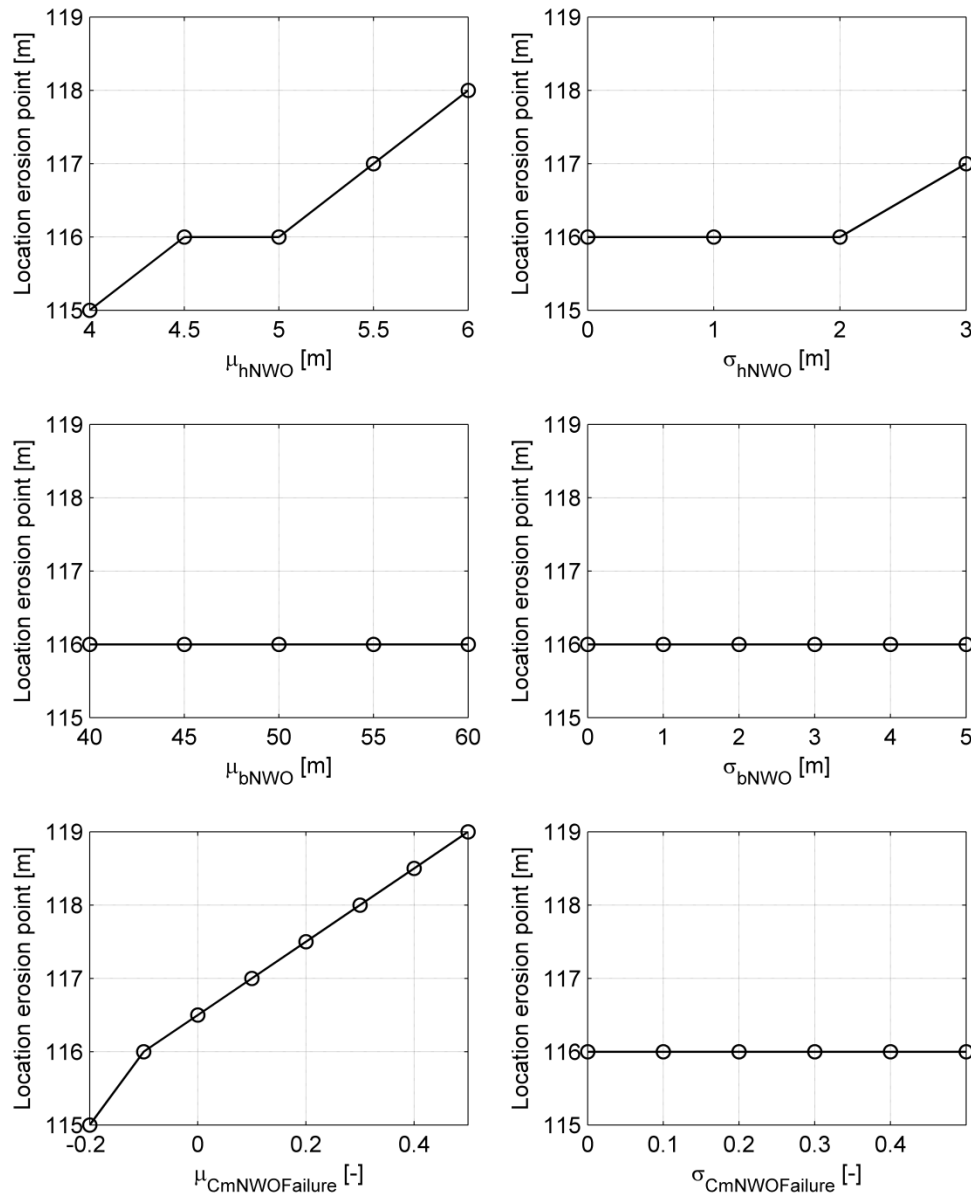 119
118
117
116
115
Location erosion point [m]
4 4.5 5 5.5 6
μhNWO [m]
119
118
117
116
115
Location erosion point [m]
0 1 2 3
σhNWO [m]
119
118
117
116
115
Location erosion point [m]
40 45 50 55 60
μbNWO [m]
119
118
117
116
115
Location erosion point [m]
0 1 2 3 4 5
σbNWO [m]
119
118
117
116
115
Location erosion point [m]
-0.2 0 0.2 0.4
μCmNWOFailure [-]
119
118
117
116
115
Location erosion point [m]
0 0.1 0.2 0.3 0.4
σCmNWOFailure [-]